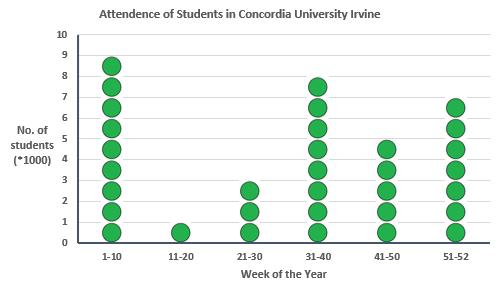 Attendence of Students in Concordia University Irvine
10
9
8
7
6
5
4
3
2
1
0
No. of
students
(*1000)
1-10 11-20 21-30 31-40 41-50 51-52
Week of the Year